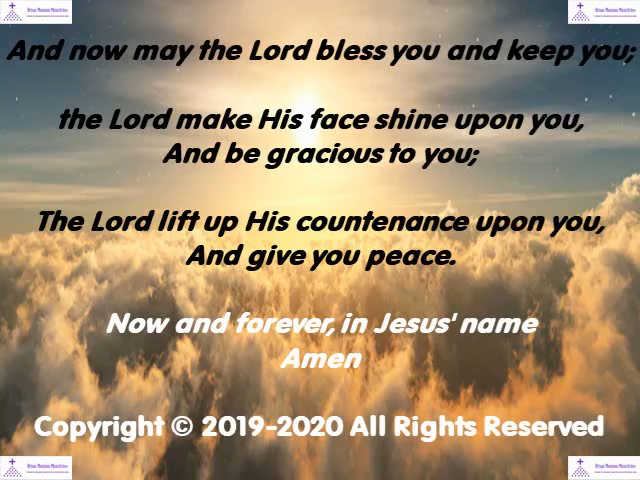 And now may the Lord bless you and keep you;
the Lord make His face shine upon you,
And be gracious to you;
The Lord lift up His countenance upon you,
And give you peace.
Now and forever, in Jesus' name
Amen
Copyright © 2019-2020 All Rights Reserved